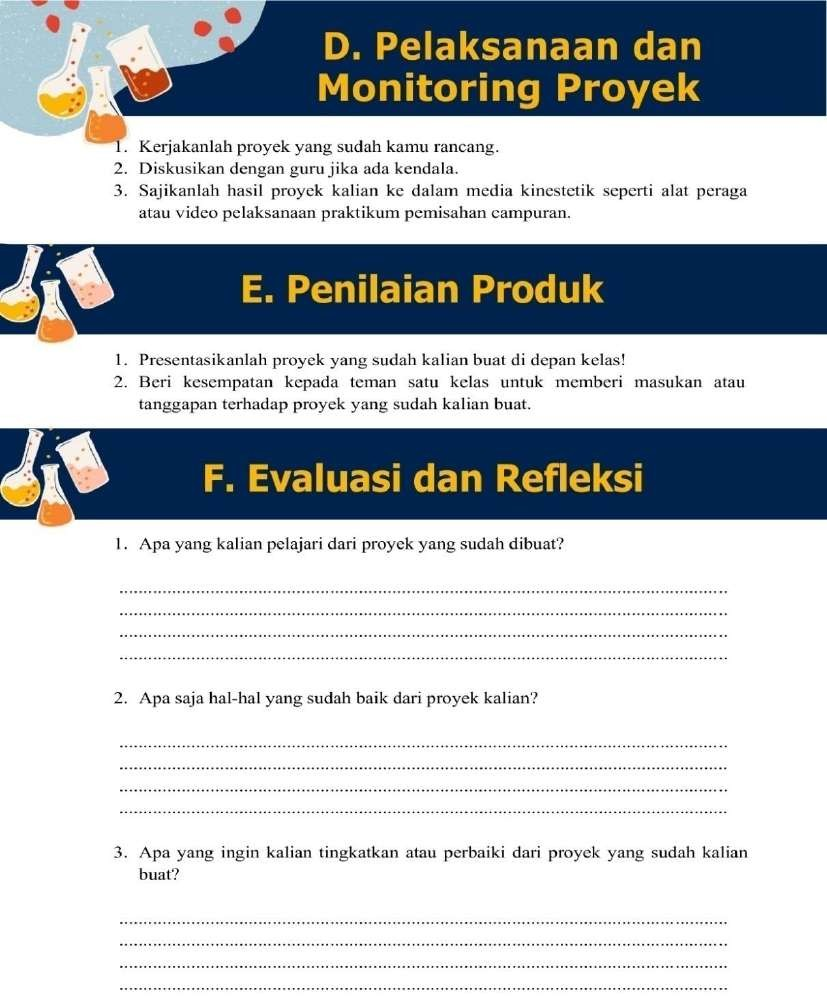 D. Pelaksanaan dan
Monitoring Proyek
1. Kerjakanlah proyek yang sudah kamu rancang.
2. Diskusikan dengan guru jika ada kendala.
3. Sajikanlah hasil proyek kalian ke dalam media kinestetik seperti alat peraga
atau video pelaksanaan praktikum pemisahan campuran.
E. Penilaian Produk
1. Presentasikanlah proyek yang sudah kalian buat di depan kelas!
2. Beri kesempatan kepada teman satu kelas untuk memberi masukan atau
tanggapan terhadap proyek yang sudah kalian buat.
F. Evaluasi dan Refleksi
1. Apa yang kalian pelajari dari proyek yang sudah dibuat?
2. Apa saja hal-hal yang sudah baik dari proyek kalian?
3. Apa yang ingin kalian tingkatkan atau perbaiki dari proyek yang sudah kalian
buat?